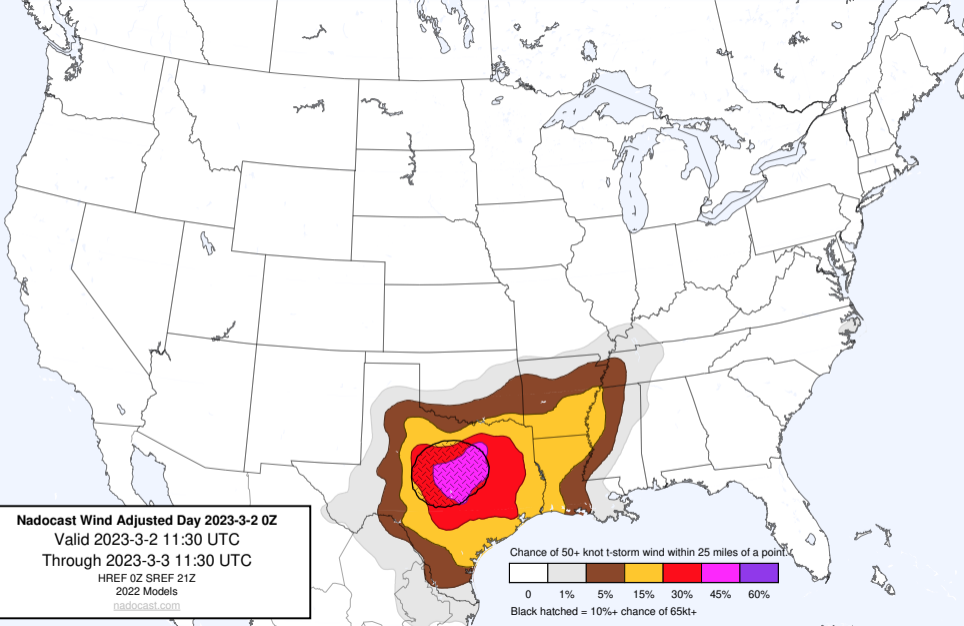 Nadocast Wind Adjusted Day 2023-3-2 0Z
Valid 2023-3-2 11:30 UTC
Through 2023-3-3 11:30 UTC
HREF 0Z SREF 21Z
2022 Models
nadocast.com
Chance of 50+ knot t-storm wind within 25 miles of a point.
0 1% 5% 15% 30% 45% 60%
Black hatched = 10%+ chance of 65kt+